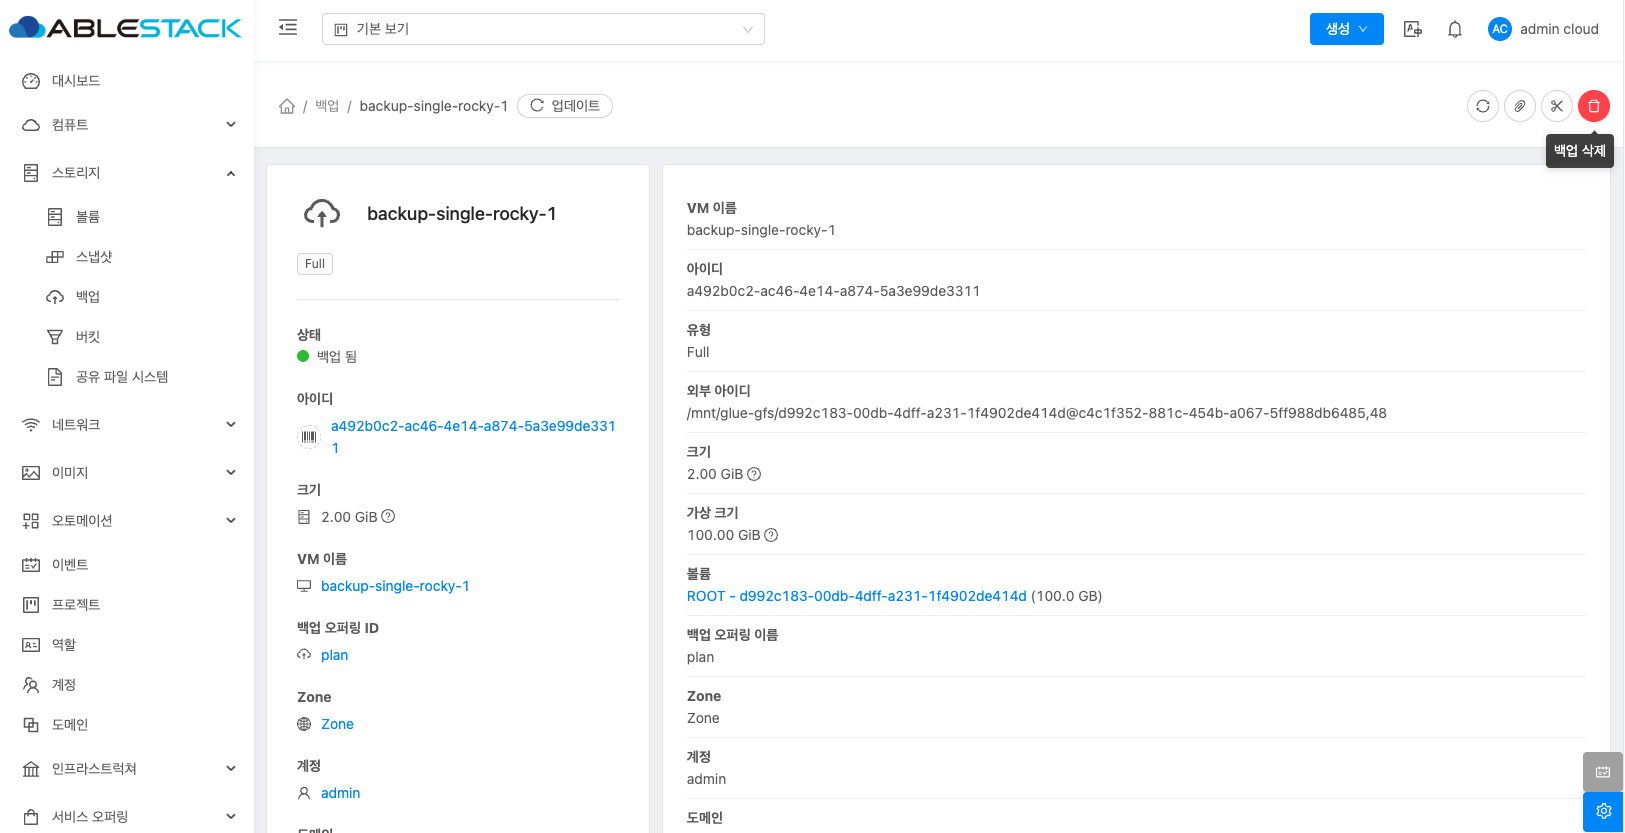 ABLESTACK
기본 보기
생성
admin cloud
AC
대시보드
컴퓨트
스토리지
볼륨
스냅샷
백업
버킷
공유 파일 시스템
네트워크
이미지
오토메이션
이벤트
프로젝트
역할
계정
도메인
인프라스트럭쳐
서비스 오퍼링
/ 백업 / backup-single-rocky-1 업데이트
백업 삭제
backup-single-rocky-1
Full
상태
백업 됨
아이디
a492b0c2-ac46-4e14-a874-5a3e99de331
1
크기
2.00 GiB
VM 이름
backup-single-rocky-1
백업 오퍼링 ID
plan
Zone
Zone
계정
admin
도메인
VM 이름
backup-single-rocky-1
아이디
a492b0c2-ac46-4e14-a874-5a3e99de3311
유형
Full
외부 아이디
/mnt/glue-gfs/d992c183-00db-4dff-a231-1f4902de414d@c4c1f352-881c-454b-a067-5ff988db6485,48
크기
2.00 GiB
가상 크기
100.00 GiB
볼륨
ROOT - d992c183-00db-4dff-a231-1f4902de414d (100.0 GB)
백업 오퍼링 이름
plan
Zone
Zone
계정
admin
도메인